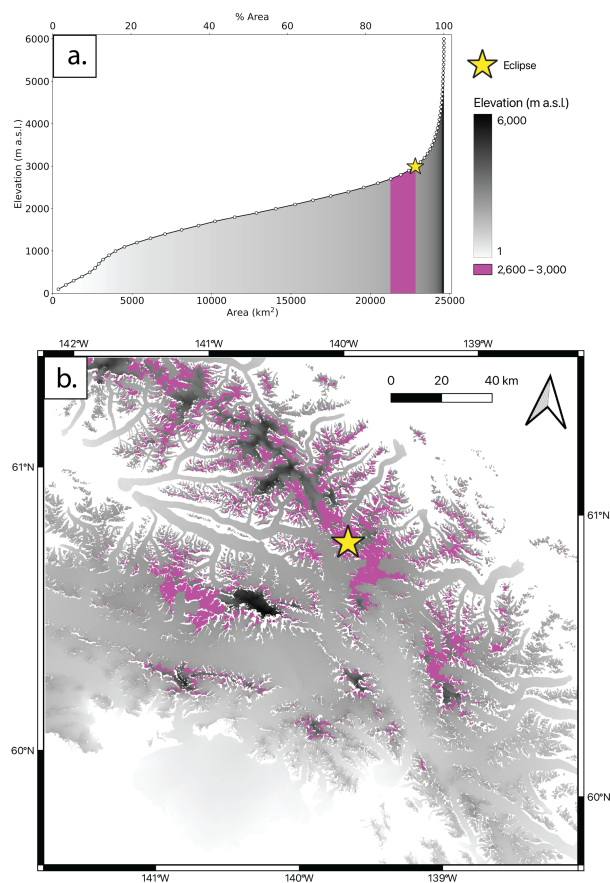 % Area
0 20 40 60 80 100
a.
6000
5000
4000
3000
2000
1000
0
Elevation (m a.s.l.)
0 5000 10000 15000 20000 25000
Area (km²)
Eclipse
Elevation (m a.s.l.)
6,000
1
2,600 – 3,000
142°W 141°W 140°W 139°W
b.
0 20 40 km
61°N
61°N
60°N
60°N
141°W 140°W 139°W